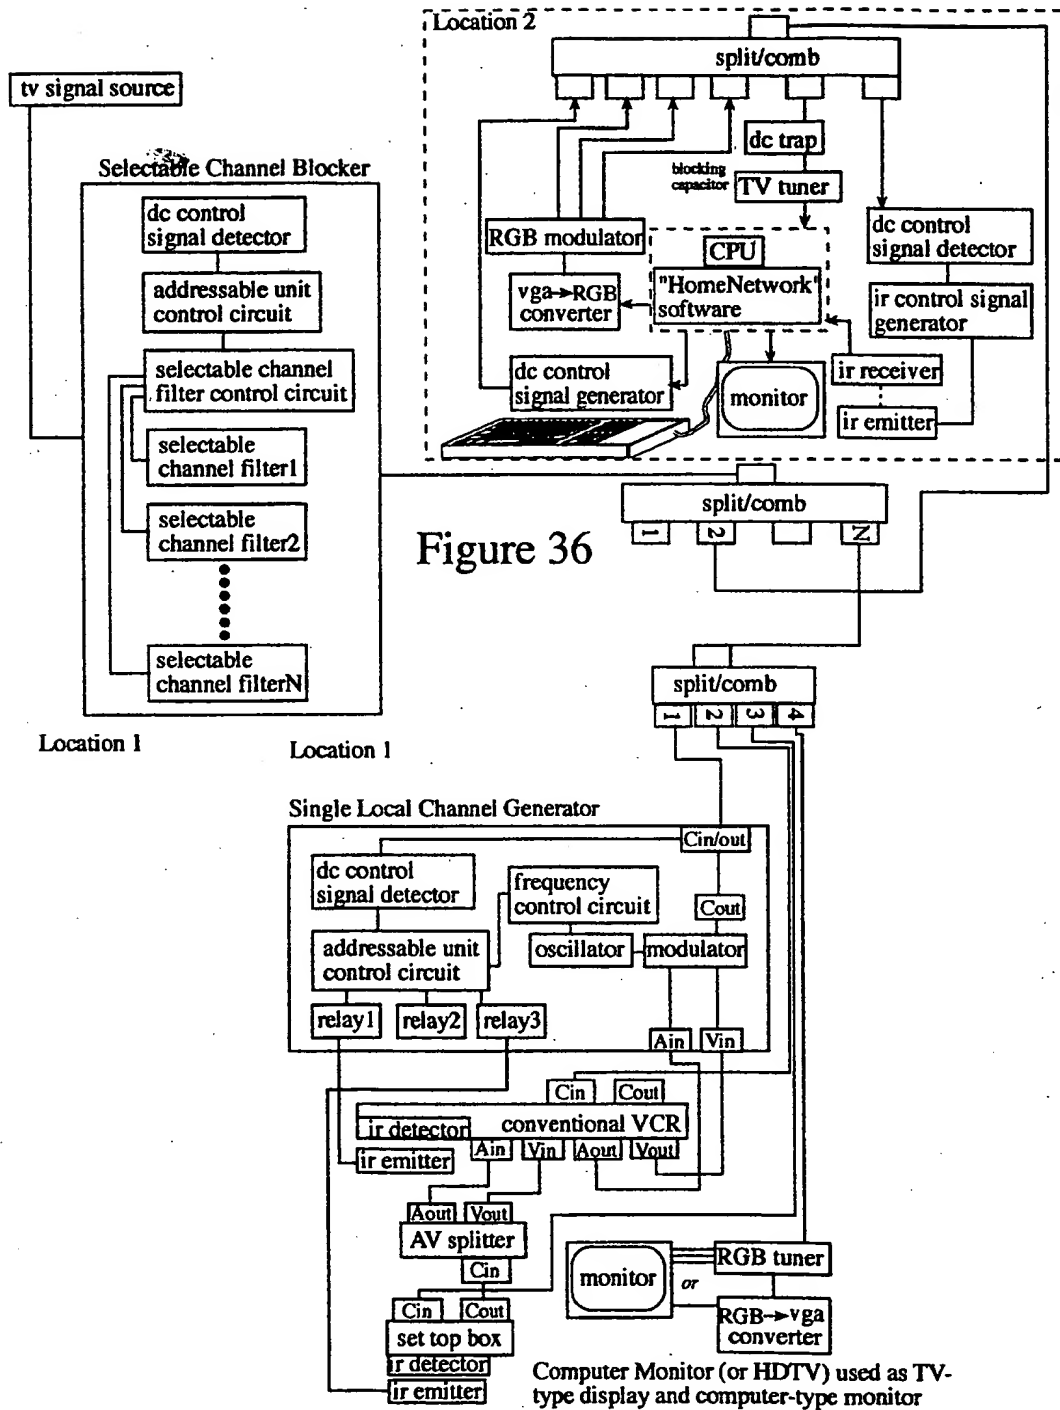 Location 2
split/comb
tv signal source
dc trap
blocking
capacitor
TV tuner
Selectable Channel Blocker
dc control
signal detector
addressable unit
control circuit
selectable channel
filter control circuit
selectable
channel filter1
selectable
channel filter2
selectable
channel filterN
Location 1
RGB modulator
CPU
"HomeNetwork"
software
vga→RGB
converter
dc control
signal detector
ir control signal
generator
dc control
signal generator
monitor
ir receiver
ir emitter
split/comb
1
2
N
Figure 36
split/comb
1
2
3
4
Location 1
Single Local Channel Generator
Cin/out
dc control
signal detector
frequency
control circuit
Cout
addressable unit
control circuit
oscillator
modulator
relay1
relay2
relay3
Ain
Vin
Cin
Cout
conventional VCR
ir detector
ir emitter
Ain
Vin
Aout
Vout
Aout
Vout
AV splitter
Cin
Cin
Cout
set top box
ir detector
ir emitter
monitor
or
RGB tuner
RGB→vga
converter
Computer Monitor (or HDTV) used as TV-
type display and computer-type monitor